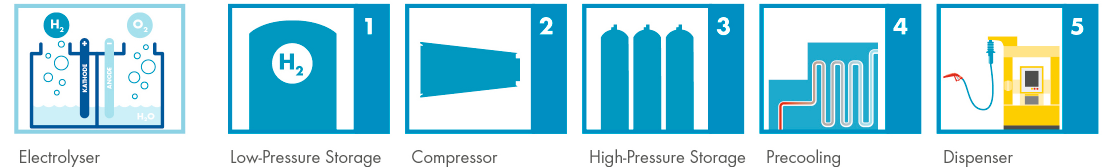 H2
O2
+
-
KATHODE
ANODE
H2O
1
H2
2
3
4
5
Electrolyser
Low-Pressure Storage
Compressor
High-Pressure Storage
Precooling
Dispenser